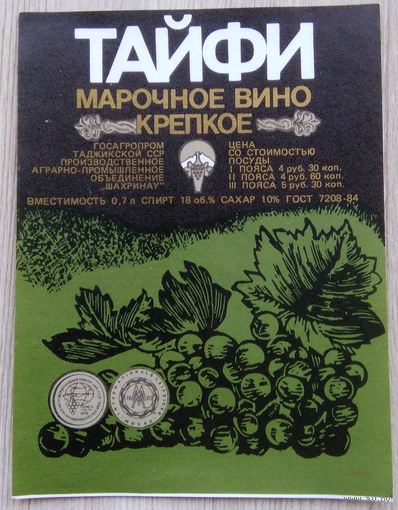 ТАЙФИ
МАРОЧНОЕ ВИНО
КРЕПКОЕ
ГОСАГРОПРОМ
ТАДЖИКСКОЙ ССР
ПРОИЗВОДСТВЕННОЕ
АГРАРНО-ПРОМЫШЛЕННОЕ
ОБЪЕДИНЕНИЕ
„ШАХРИНАУ"
ЦЕНА
СО СТОИМОСТЬЮ
ПОСУДЫ
I ПОЯСА 4 руб. 30 коп.
II ПОЯСА 4 руб. 60 коп.
III ПОЯСА 5 руб. 30 коп.
ВМЕСТИМОСТЬ 0,7 л СПИРТ 18 об.% САХАР 10% ГОСТ 7208-84